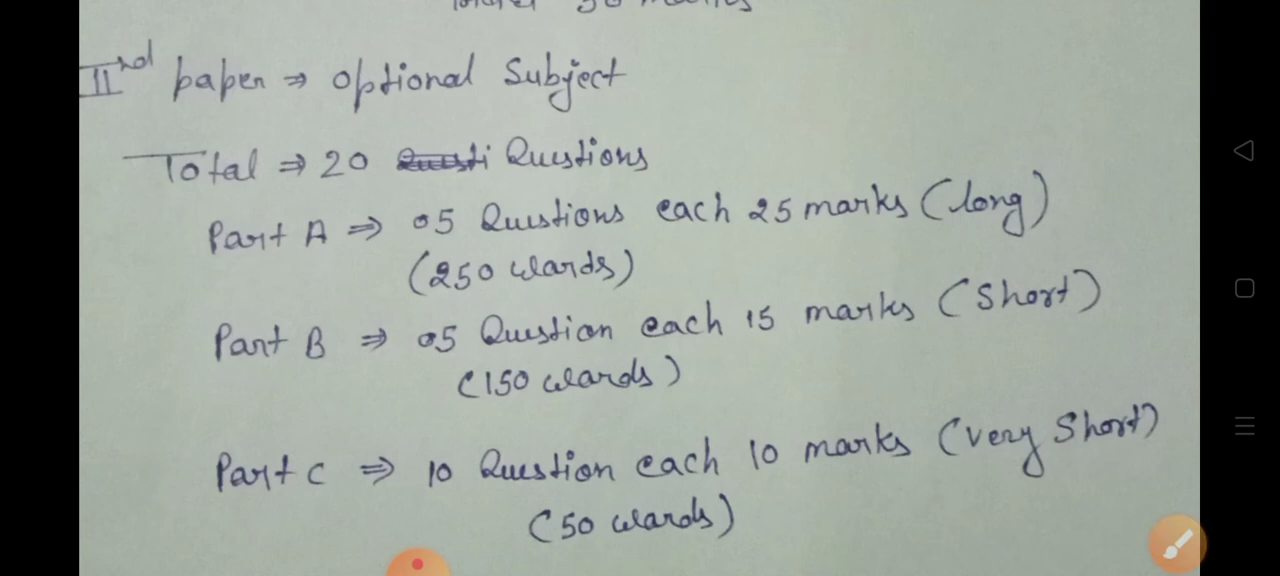 IInd paper ⇒ optional Subject
Total ⇒ 20 Questions
Part A ⇒ 05 Questions each 25 marks (long)
(250 words)
Part B ⇒ 05 Question each 15 marks (Short)
(150 words)
Part C ⇒ 10 Question each 10 marks (Very Short)
(50 words)